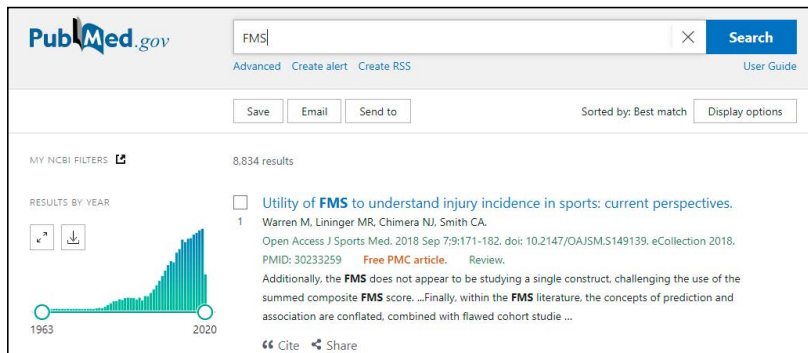 PubMed.gov
FMS
Search
Advanced Create alert Create RSS
User Guide
Save Email Send to
Sorted by: Best match Display options
MY NCBI FILTERS
8,834 results
RESULTS BY YEAR
1963 2020
Utility of FMS to understand injury incidence in sports: current perspectives.
1
Warren M, Lininger MR, Chimera NJ, Smith CA.
Open Access J Sports Med. 2018 Sep 7;9:171-182. doi: 10.2147/OAJSM.S149139. eCollection 2018.
PMID: 30233259 Free PMC article. Review.
Additionally, the FMS does not appear to be studying a single construct, challenging the use of the
summed composite FMS score. ...Finally, within the FMS literature, the concepts of prediction and
association are conflated, combined with flawed cohort studie ...
Cite Share